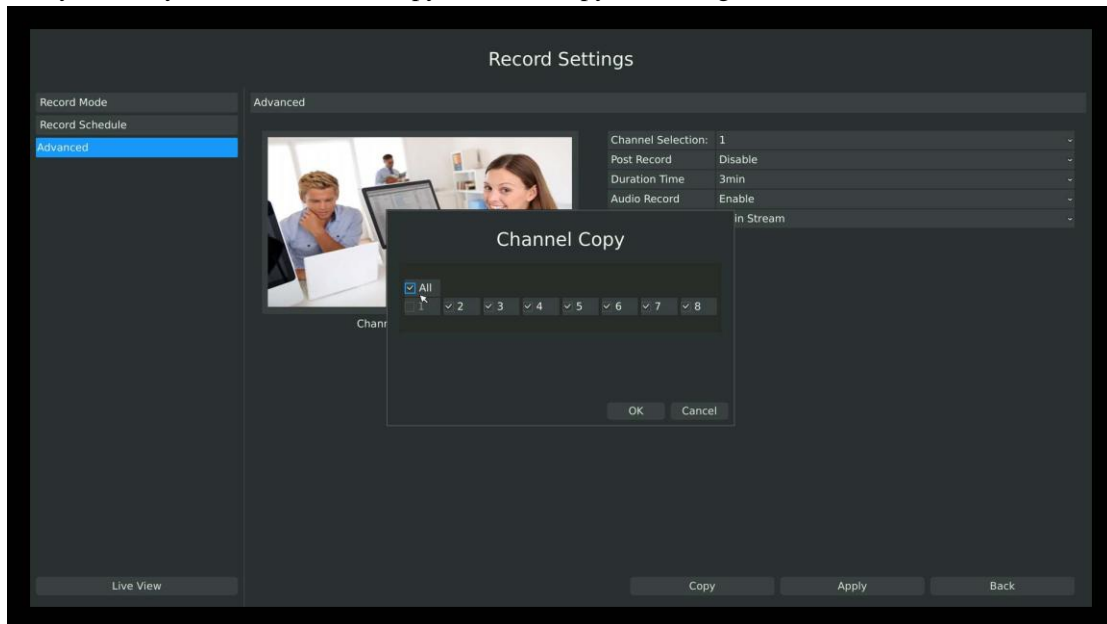 Record Settings
Record Mode
Record Schedule
Advanced
Advanced
Channel Selection: 1
Post Record Disable
Duration Time 3min
Audio Record Enable
in Stream
Channel Copy
All
1 2 3 4 5 6 7 8
OK Cancel
Chann
Live View
Copy Apply Back